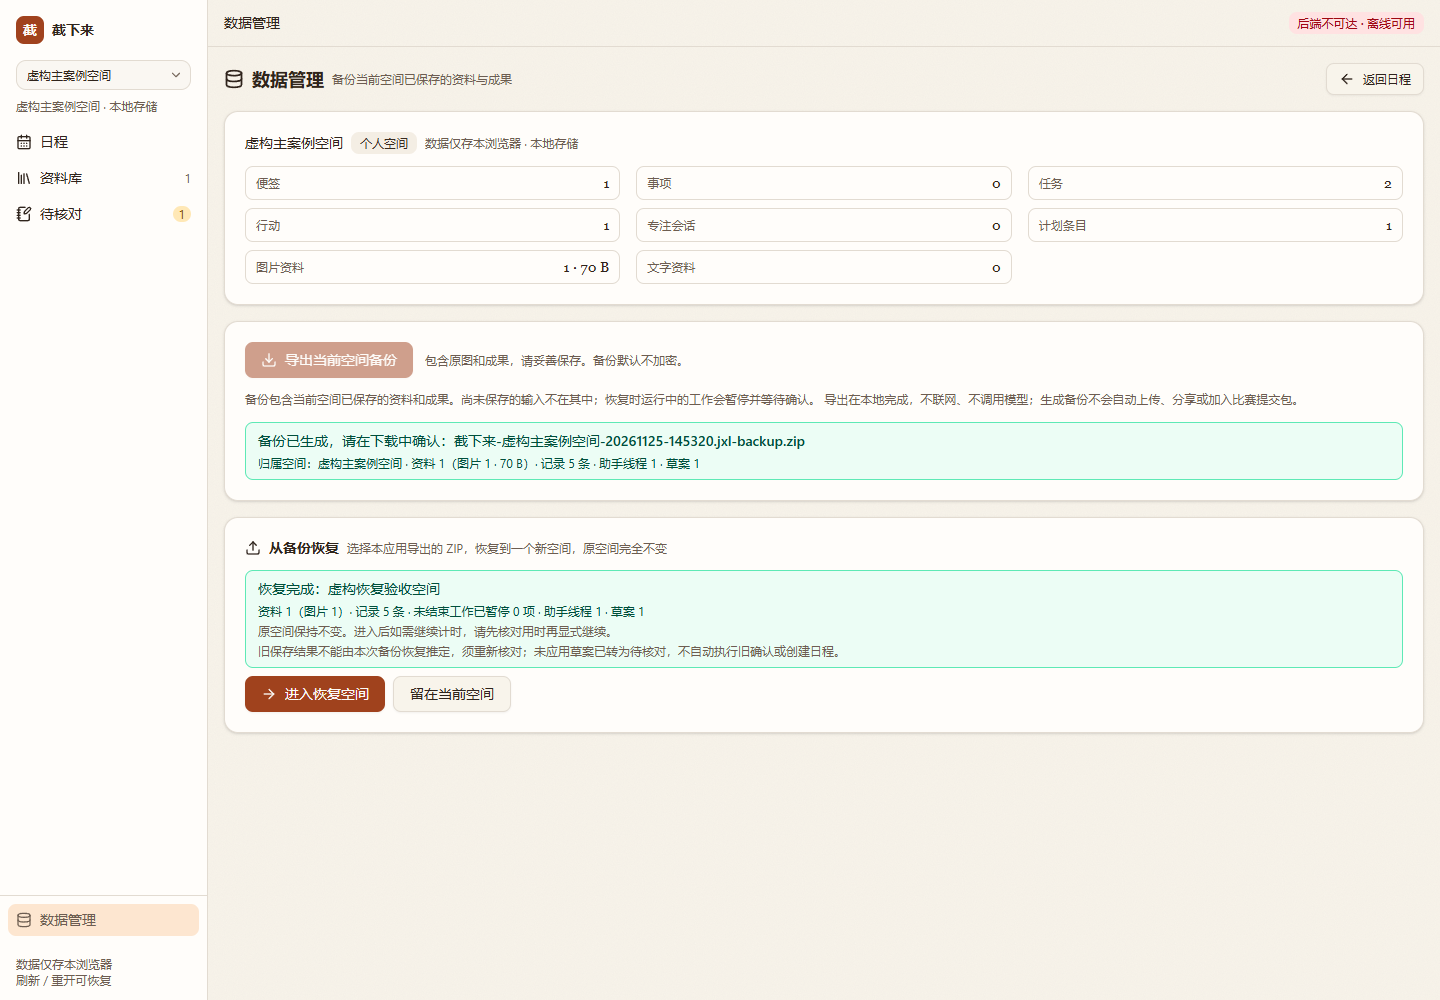 截 截下来
虚构主案例空间
虚构主案例空间 · 本地存储
日程
资料库 1
待核对 1
数据管理
数据仅存本浏览器
刷新 / 重开可恢复
数据管理
后端不可达 · 离线可用
数据管理 备份当前空间已保存的资料与成果
返回日程
虚构主案例空间 个人空间 数据仅存本浏览器 · 本地存储
便签 1
事项 0
任务 2
行动 1
专注会话 0
计划条目 1
图片资料 1 · 70 B
文字资料 0
导出当前空间备份 包含原图和成果，请妥善保存。备份默认不加密。
备份包含当前空间已保存的资料和成果。尚未保存的输入不在其中；恢复时运行中的工作会暂停并等待确认。 导出在本地完成，不联网、不调用模型；生成备份不会自动上传、分享或加入比赛提交包。
备份已生成，请在下载中确认：截下来-虚构主案例空间-20261125-145320.jxl-backup.zip
归属空间：虚构主案例空间 · 资料 1（图片 1 · 70 B）· 记录 5 条 · 助手线程 1 · 草案 1
从备份恢复 选择本应用导出的 ZIP，恢复到一个新空间，原空间完全不变
恢复完成：虚构恢复验收空间
资料 1（图片 1）· 记录 5 条 · 未结束工作已暂停 0 项 · 助手线程 1 · 草案 1
原空间保持不变。进入后如需继续计时，请先核对用时再显式继续。
旧保存结果不能由本次备份恢复推定，须重新核对；未应用草案已转为待核对，不自动执行旧确认或创建日程。
进入恢复空间
留在当前空间